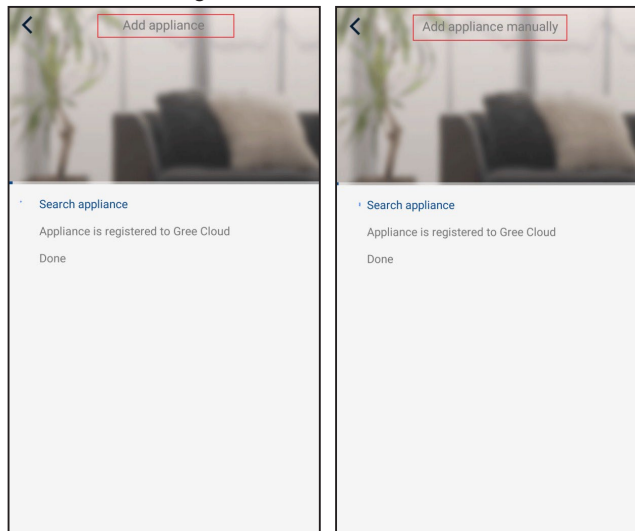 Add appliance
Search appliance
Appliance is registered to Gree Cloud
Done
Add appliance manually
Search appliance
Appliance is registered to Gree Cloud
Done